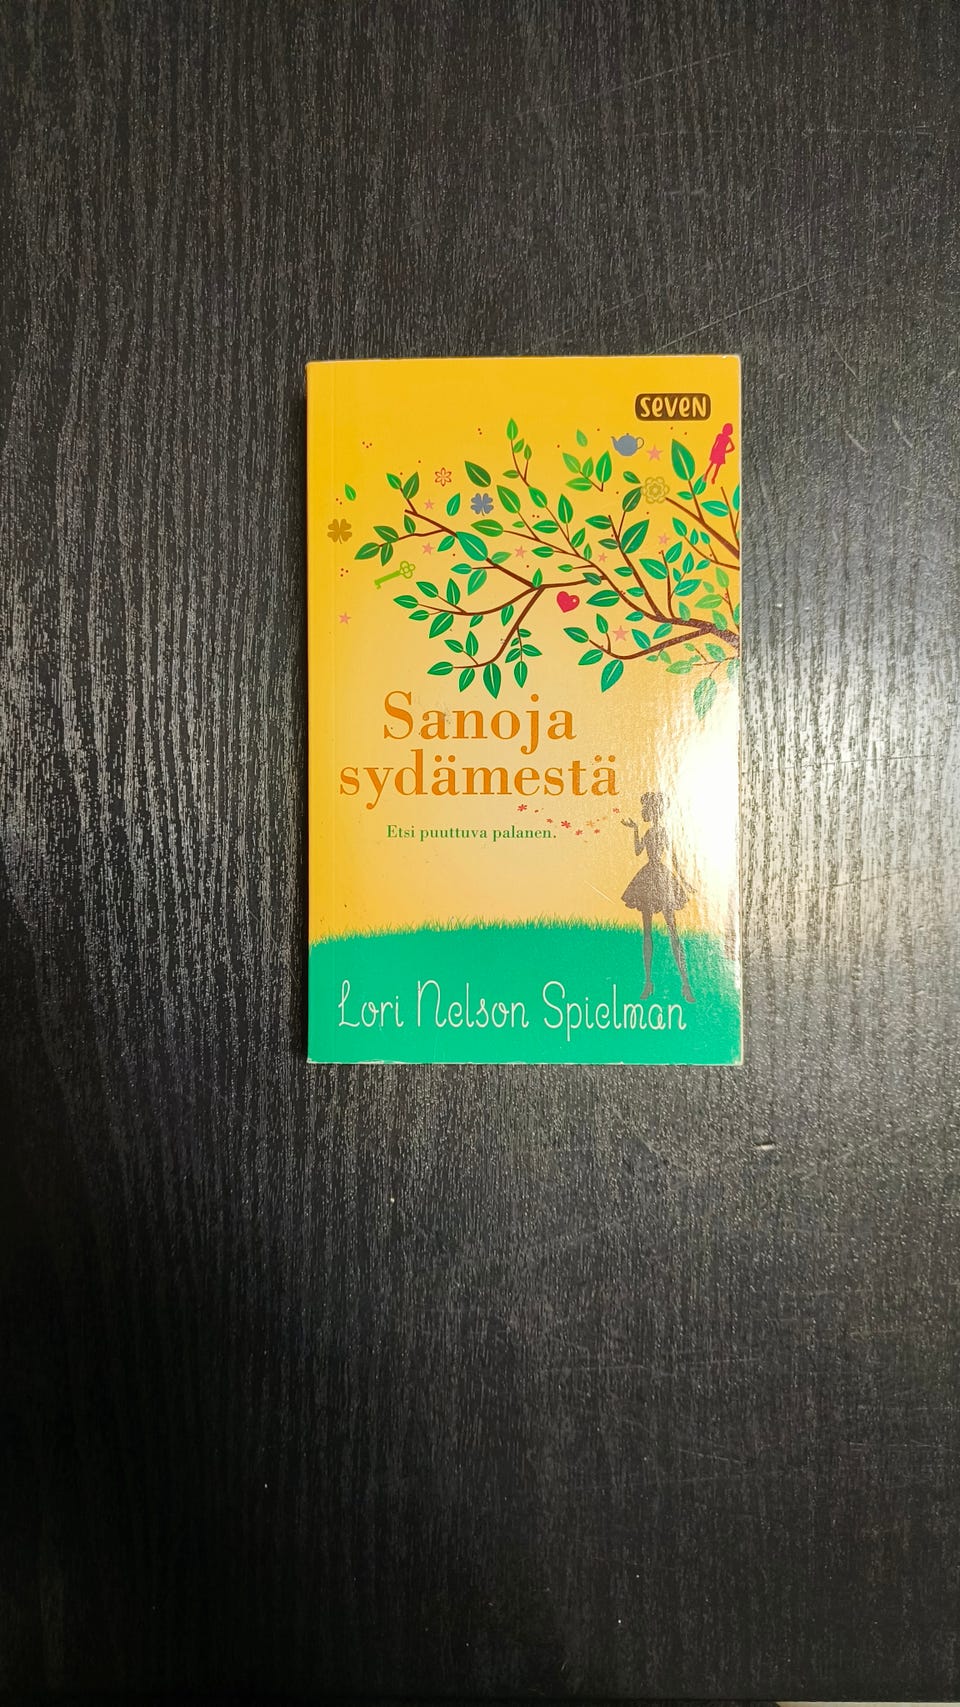 seven
Sanoja
sydämestä
Etsi puuttuva palanen.
Lori Nelson Spielman